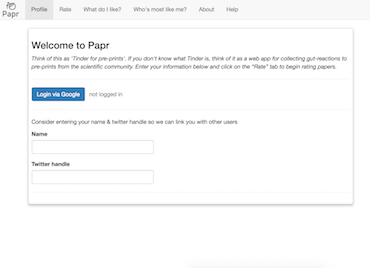 Papr
Profile Rate What do I like? Who's most like me? About Help
Welcome to Papr
Think of this as 'Tinder for pre-prints'. If you don't know what Tinder is, think of it as a web app for collecting gut-reactions to
pre-prints from the scientific community. Enter your information below and click on the "Rate" tab to begin rating papers.
Login via Google not logged in
Consider entering your name & twitter handle so we can link you with other users
Name
Twitter handle